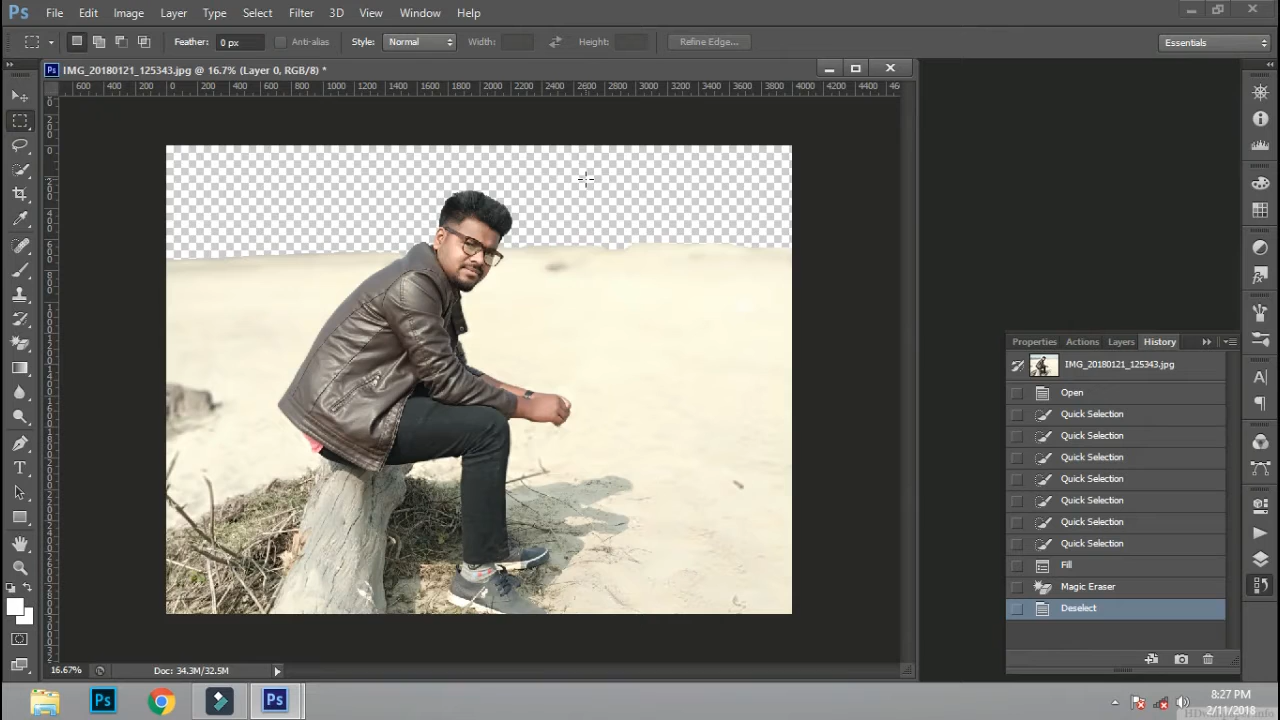 Ps File Edit Image Layer Type Select Filter 3D View Window Help
Feather: 0 px Anti-alias Style: Normal Width: Height: Refine Edge... Essentials
Ps IMG_20180121_125343.jpg @ 16.7% (Layer 0, RGB/8) *
600 400 200 0 200 400 600 800 1000 1200 1400 1600 1800 2000 2200 2400 2600 2800 3000 3200 3400 3600 3800 4000 4200 4400
Properties Actions Layers History
IMG_20180121_125343.jpg
Open
Quick Selection
Quick Selection
Quick Selection
Quick Selection
Quick Selection
Quick Selection
Quick Selection
Fill
Magic Eraser
Deselect
16.67% Doc: 34.3M/32.5M
Ps Ps 8:27 PM
2/11/2018